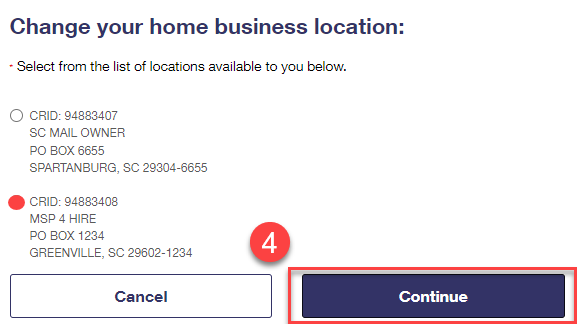 Change your home business location:
* Select from the list of locations available to you below.
CRID: 94883407
SC MAIL OWNER
PO BOX 6655
SPARTANBURG, SC 29304-6655
CRID: 94883408
MSP 4 HIRE
PO BOX 1234
GREENVILLE, SC 29602-1234
4
Cancel
Continue